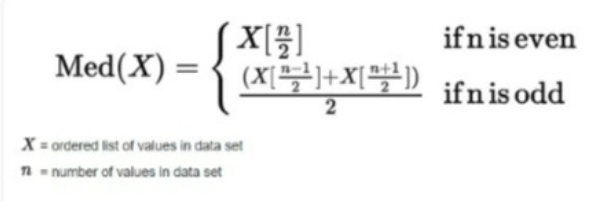 Med(X) = { X[n/2] if n is even
(X[n-1/2]+X[n+1/2])/2 if n is odd
X = ordered list of values in data set
n = number of values in data set